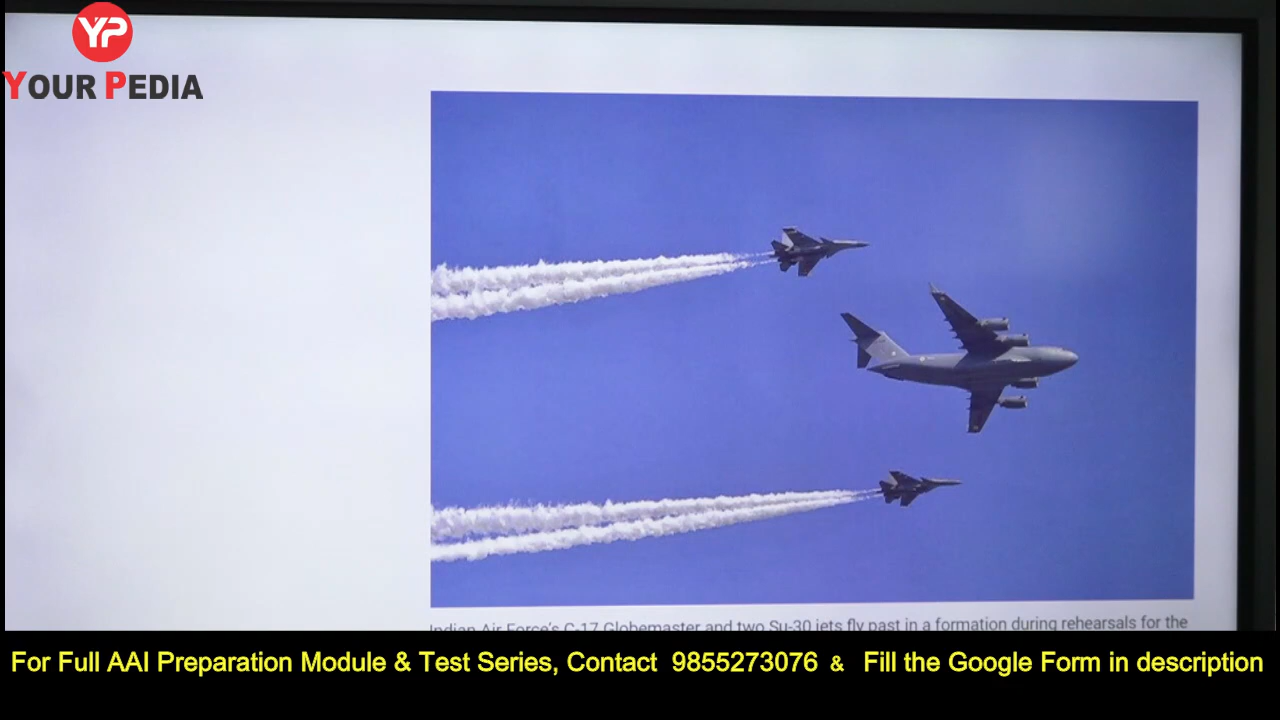 YP
YOUR PEDIA
Indian Air Force's C-17 Globemaster and two Su-30 jets fly past in a formation during rehearsals for the
For Full AAI Preparation Module & Test Series, Contact 9855273076 & Fill the Google Form in description